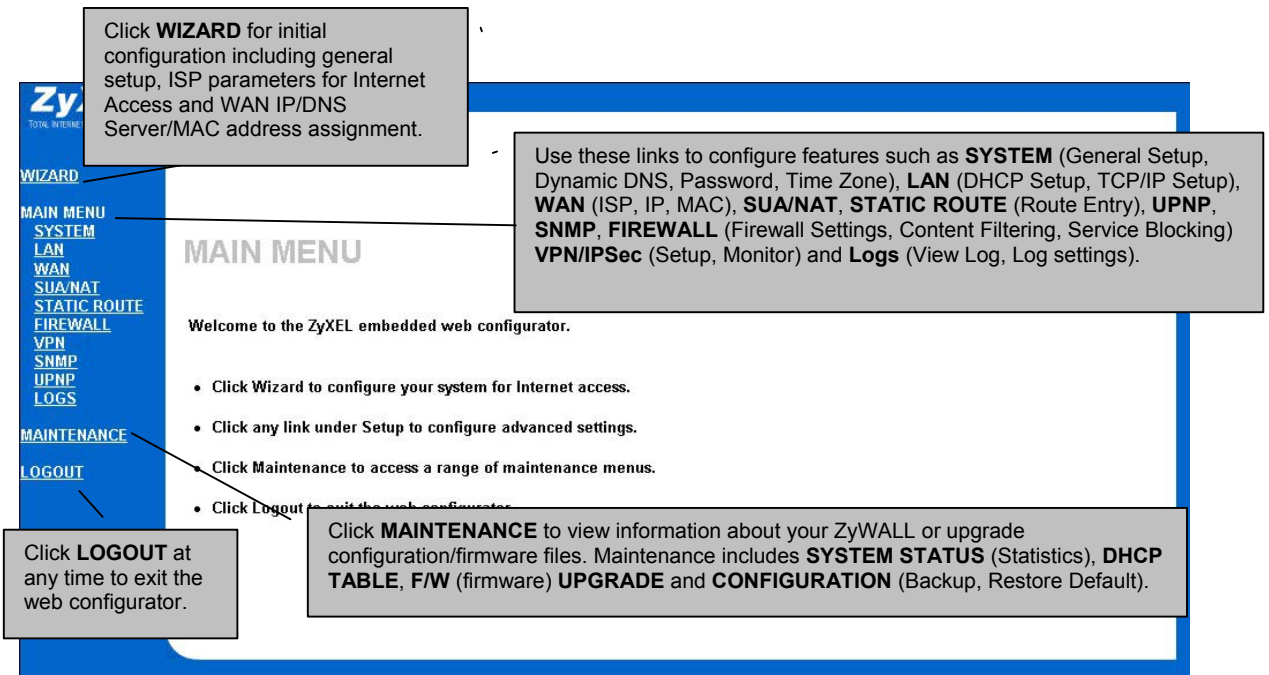 Click WIZARD for initial
configuration including general
setup, ISP parameters for Internet
Access and WAN IP/DNS
Server/MAC address assignment.
Use these links to configure features such as SYSTEM (General Setup,
Dynamic DNS, Password, Time Zone), LAN (DHCP Setup, TCP/IP Setup),
WAN (ISP, IP, MAC), SUA/NAT, STATIC ROUTE (Route Entry), UPNP,
SNMP, FIREWALL (Firewall Settings, Content Filtering, Service Blocking)
VPN/IPSec (Setup, Monitor) and Logs (View Log, Log settings).
WIZARD
MAIN MENU
SYSTEM
LAN
WAN
SUA/NAT
STATIC ROUTE
FIREWALL
VPN
SNMP
UPNP
LOGS
MAINTENANCE
LOGOUT
MAIN MENU
Welcome to the ZyXEL embedded web configurator.
• Click Wizard to configure your system for Internet access.
• Click any link under Setup to configure advanced settings.
• Click Maintenance to access a range of maintenance menus.
• Click Logout to exit the web configurator
Click LOGOUT at
any time to exit the
web configurator.
Click MAINTENANCE to view information about your ZyWALL or upgrade
configuration/firmware files. Maintenance includes SYSTEM STATUS (Statistics), DHCP
TABLE, F/W (firmware) UPGRADE and CONFIGURATION (Backup, Restore Default).